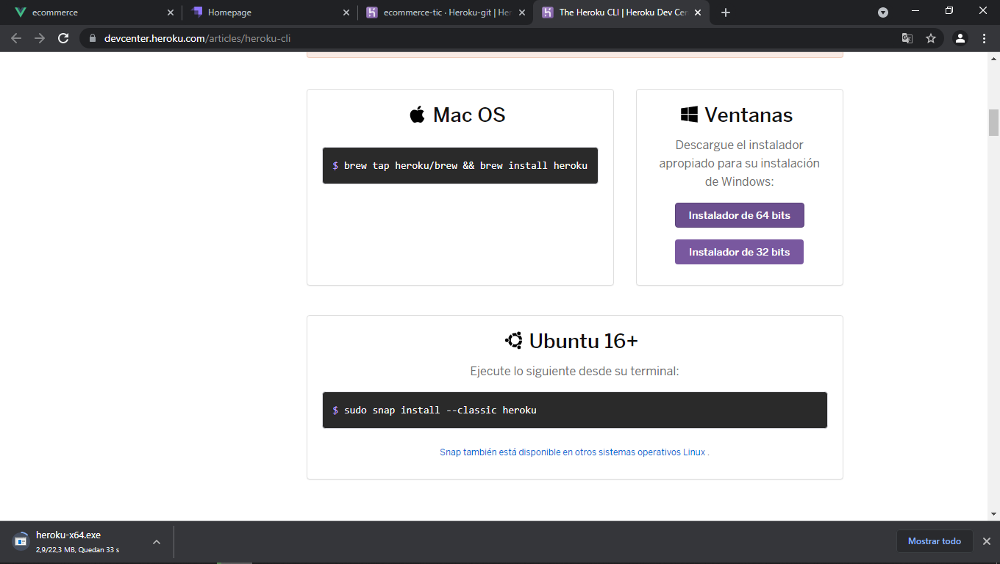 ecommerce
Homepage
ecommerce-tic · Heroku-git | Her
The Heroku CLI | Heroku Dev Cen
devcenter.heroku.com/articles/heroku-cli
Mac OS
$ brew tap heroku/brew && brew install heroku
Ventanas
Descargue el instalador
apropiado para su instalación
de Windows:
Instalador de 64 bits
Instalador de 32 bits
Ubuntu 16+
Ejecute lo siguiente desde su terminal:
$ sudo snap install --classic heroku
Snap también está disponible en otros sistemas operativos Linux .
heroku-x64.exe
2,9/22,3 MB, Quedan 33 s
Mostrar todo